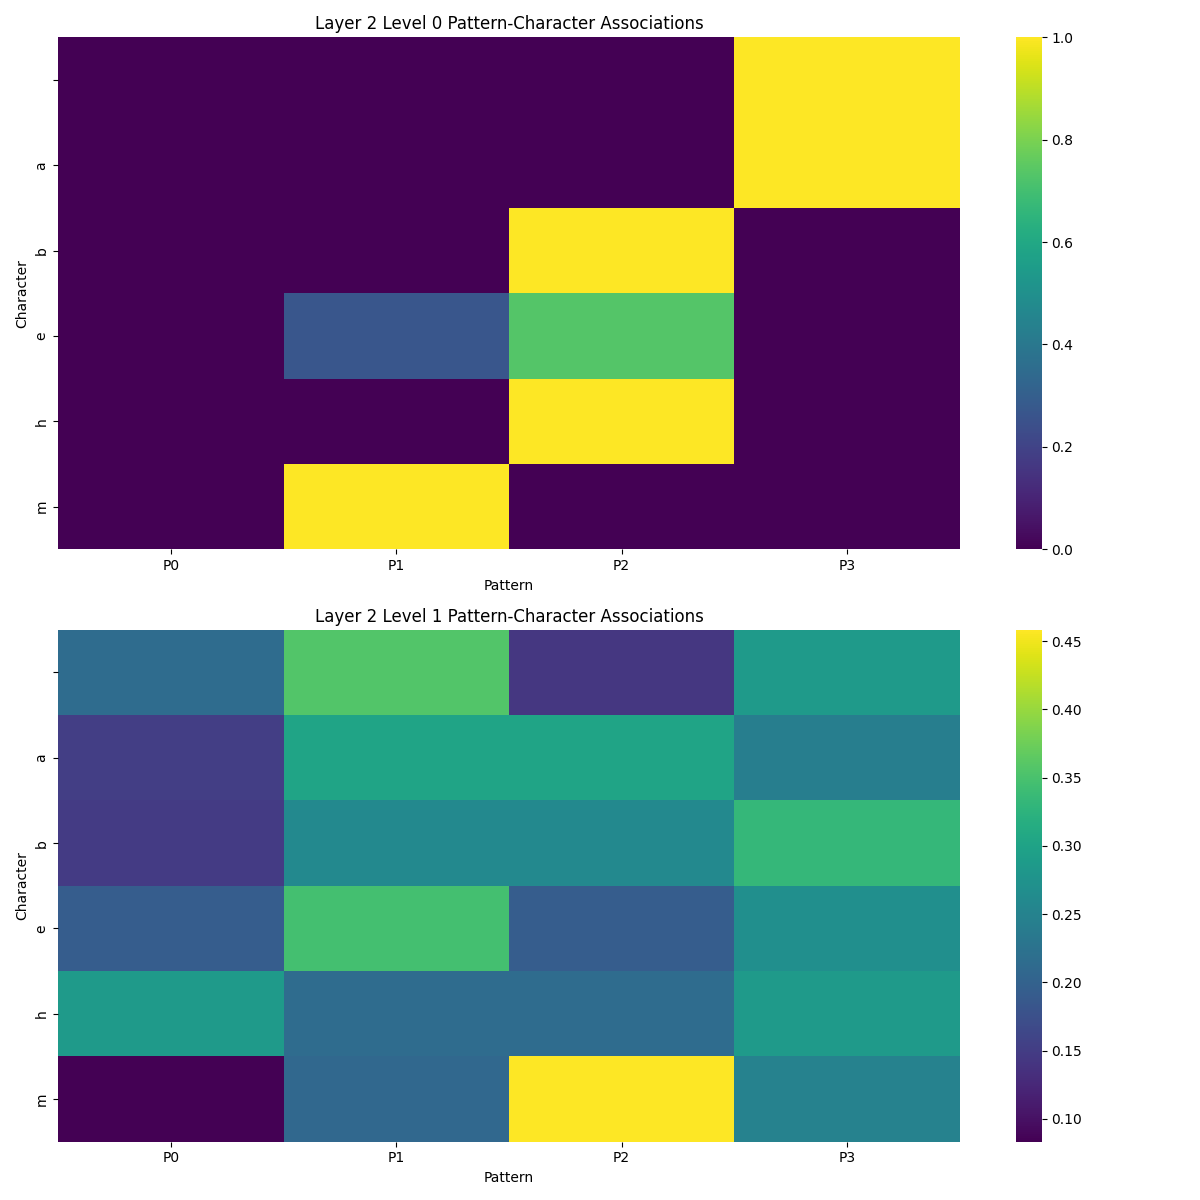 Layer 2 Level 0 Pattern-Character Associations
Character
a
b
e
h
m
P0 P1 P2 P3
Pattern
1.0
0.8
0.6
0.4
0.2
0.0
Layer 2 Level 1 Pattern-Character Associations
Character
a
b
e
h
m
P0 P1 P2 P3
Pattern
0.45
0.40
0.35
0.30
0.25
0.20
0.15
0.10